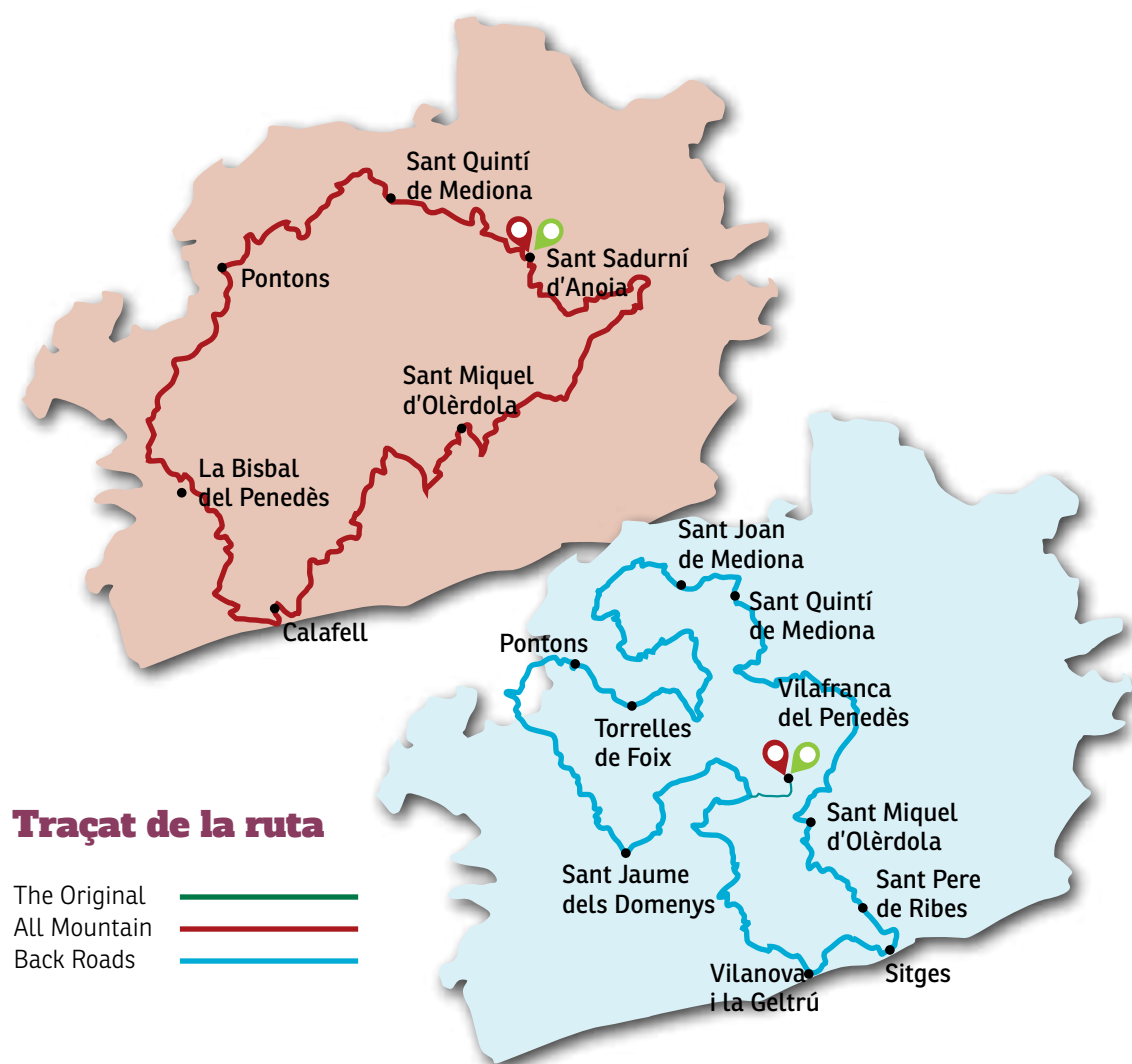 Sant Quintí
de Mediona
Sant Sadurní
d'Anoia
Pontons
Sant Miquel
d'Olèrdola
La Bisbal
del Penedès
Calafell
Sant Joan
de Mediona
Sant Quintí
de Mediona
Pontons
Vilafranca
del Penedès
Torrelles
de Foix
Sant Miquel
d'Olèrdola
Sant Jaume
dels Domenys
Sant Pere
de Ribes
Vilanova
i la Geltrú
Sitges
Traçat de la ruta
The Original
All Mountain
Back Roads